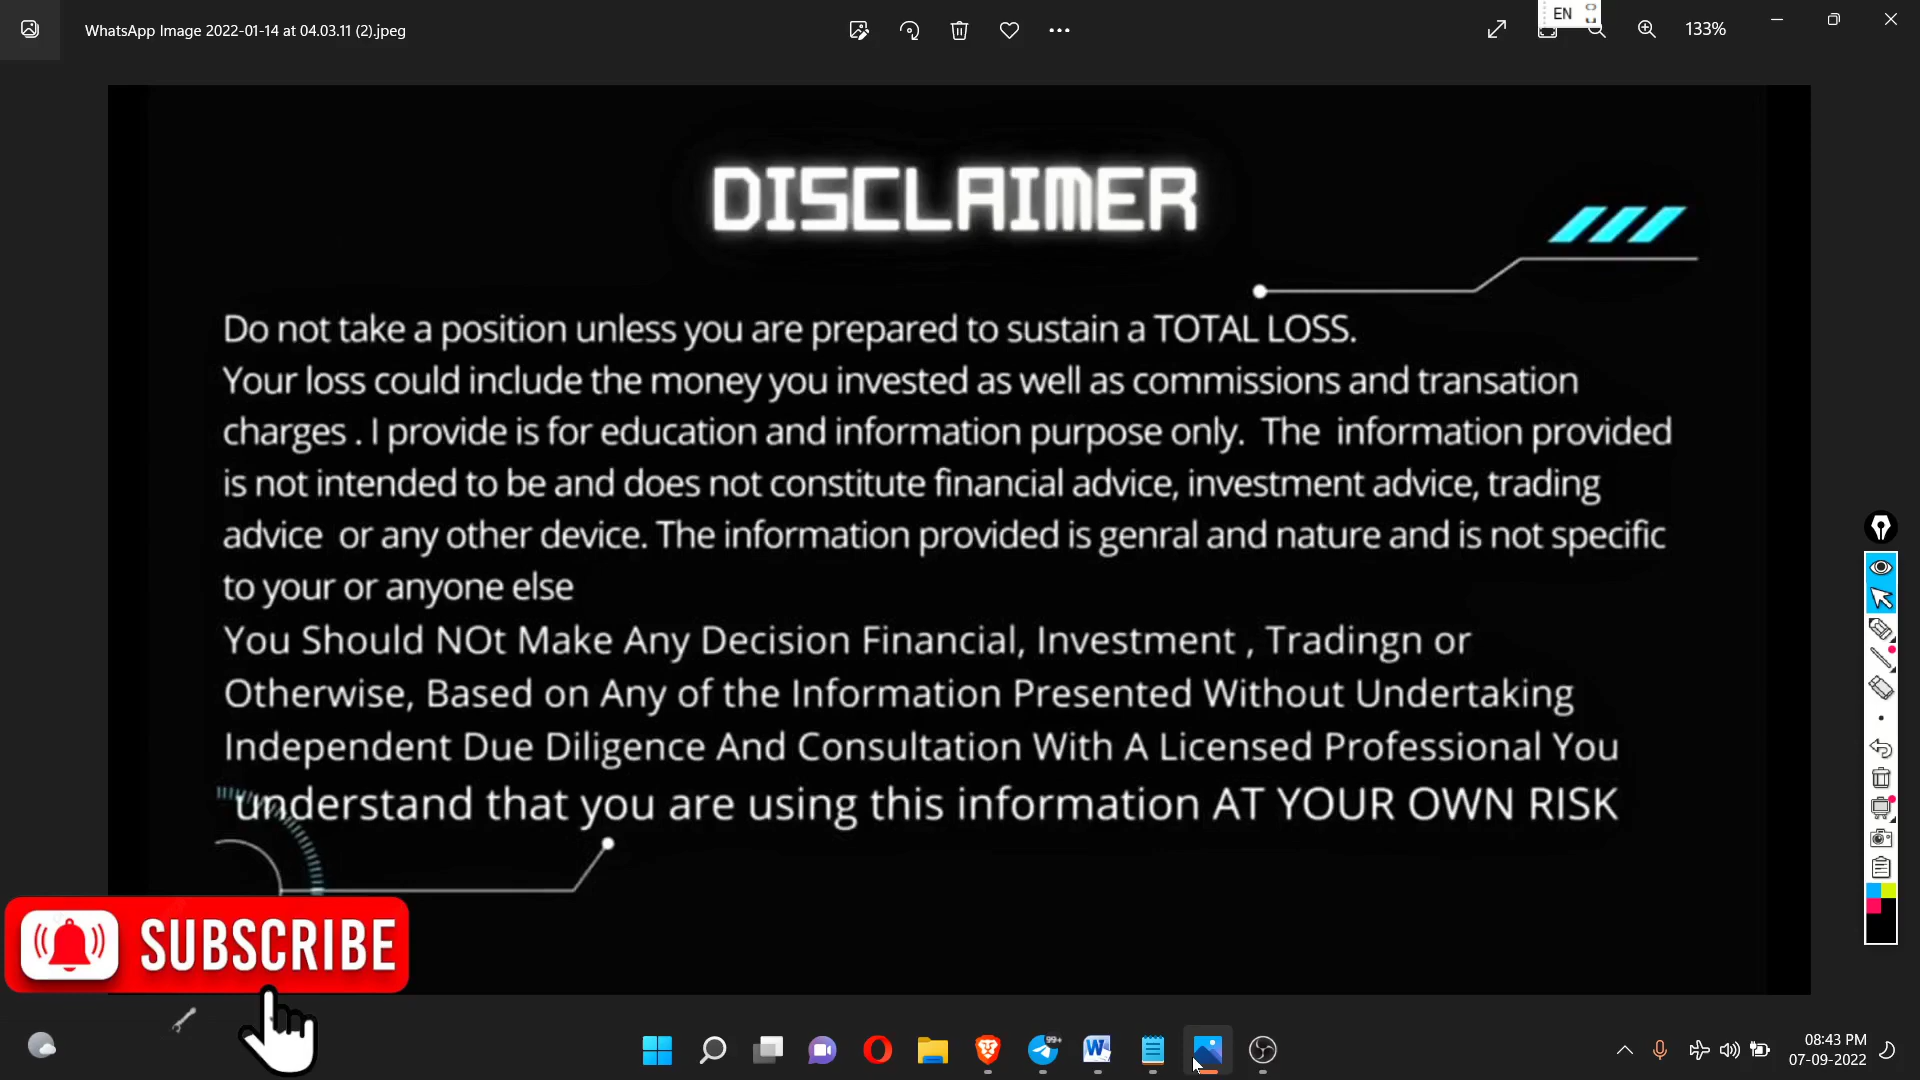 WhatsApp Image 2022-01-14 at 04.03.11 (2).jpeg
EN
133%
DISCLAIMER
Do not take a position unless you are prepared to sustain a TOTAL LOSS.
Your loss could include the money you invested as well as commissions and transation
charges . I provide is for education and information purpose only. The information provided
is not intended to be and does not constitute financial advice, investment advice, trading
advice or any other device. The information provided is genral and nature and is not specific
to your or anyone else
You Should NOt Make Any Decision Financial, Investment , Tradingn or
Otherwise, Based on Any of the Information Presented Without Undertaking
Independent Due Diligence And Consultation With A Licensed Professional You
understand that you are using this information AT YOUR OWN RISK
SUBSCRIBE
99+
W
08:43 PM
07-09-2022